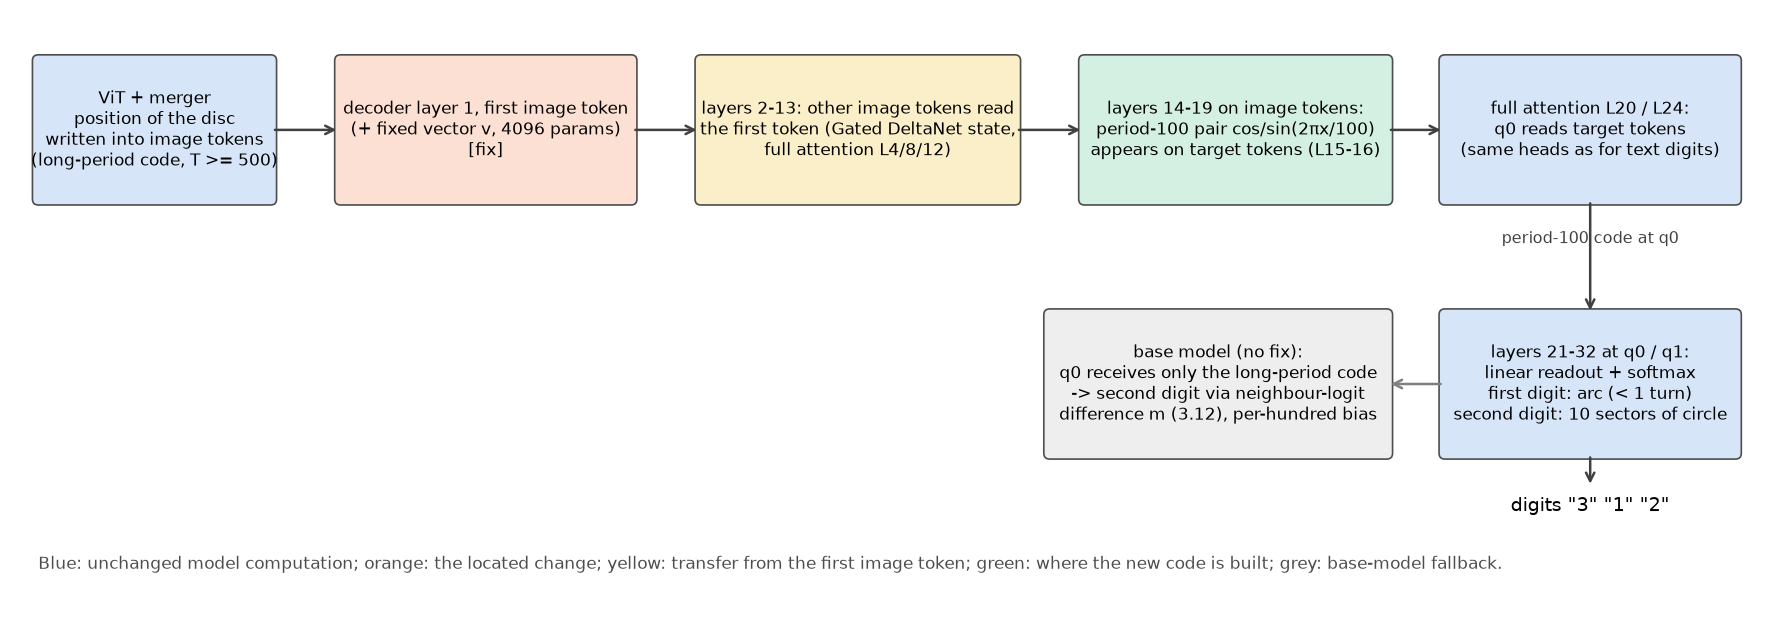 ViT + merger
position of the disc
written into image tokens
(long-period code, T >= 500)
decoder layer 1, first image token
(+ fixed vector v, 4096 params)
[fix]
layers 2-13: other image tokens read
the first token (Gated DeltaNet state,
full attention L4/8/12)
layers 14-19 on image tokens:
period-100 pair cos/sin(2πx/100)
appears on target tokens (L15-16)
full attention L20 / L24:
q0 reads target tokens
(same heads as for text digits)
period-100 code at q0
base model (no fix):
q0 receives only the long-period code
-> second digit via neighbour-logit
difference m (3.12), per-hundred bias
layers 21-32 at q0 / q1:
linear readout + softmax
first digit: arc (< 1 turn)
second digit: 10 sectors of circle
digits "3" "1" "2"
Blue: unchanged model computation; orange: the located change; yellow: transfer from the first image token; green: where the new code is built; grey: base-model fallback.